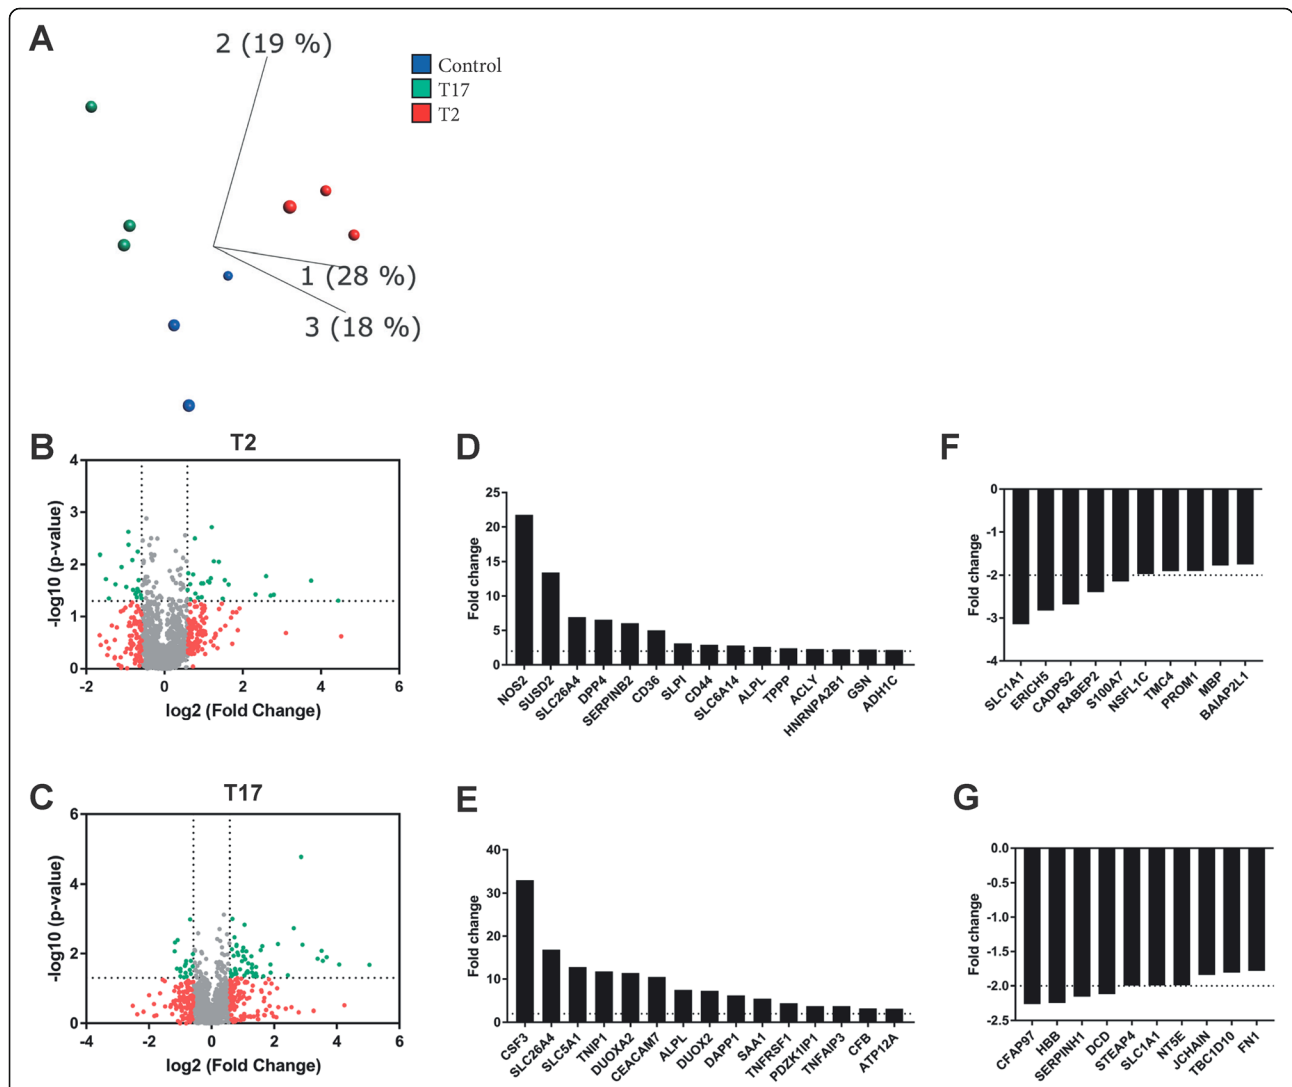 A
2 (19 %)
Control
T17
T2
1 (28 %)
3 (18 %)
B
T2
4
3
2
1
0
-2
0
2
4
6
-log10 (p-value)
log2 (Fold Change)
D
25
20
15
10
5
0
Fold change
NOS2
SUSD2
SLC26A4
DPP4
SERPINB2
CD36
SLPI
CD44
SLC6A14
ALPL
TPPP
ACLY
HNRNPA2B1
GSN
ADH1C
F
0
-1
-2
-3
-4
Fold change
SLC1A1
ERICH5
CADPS2
RABEP2
S100A7
NSFL1C
TMC4
PROM1
MBP
BAIAP2L1
C
T17
6
4
2
0
-4
-2
0
2
4
6
-log10 (p-value)
log2 (Fold Change)
E
40
30
20
10
0
Fold change
CSF3
SLC26A4
SLC5A1
TNIP1
DUOXA2
CEACAM7
ALPL
DUOX2
DAPP1
SAA1
TNFRSF1
PDZK1IP1
TNFAIP3
CFB
ATP12A
G
0.0
-0.5
-1.0
-1.5
-2.0
-2.5
Fold change
CFAP97
HBB
SERPINH1
DCD
STEAP4
SLC1A1
NT5E
JCHAIN
TBC1D10
FN1